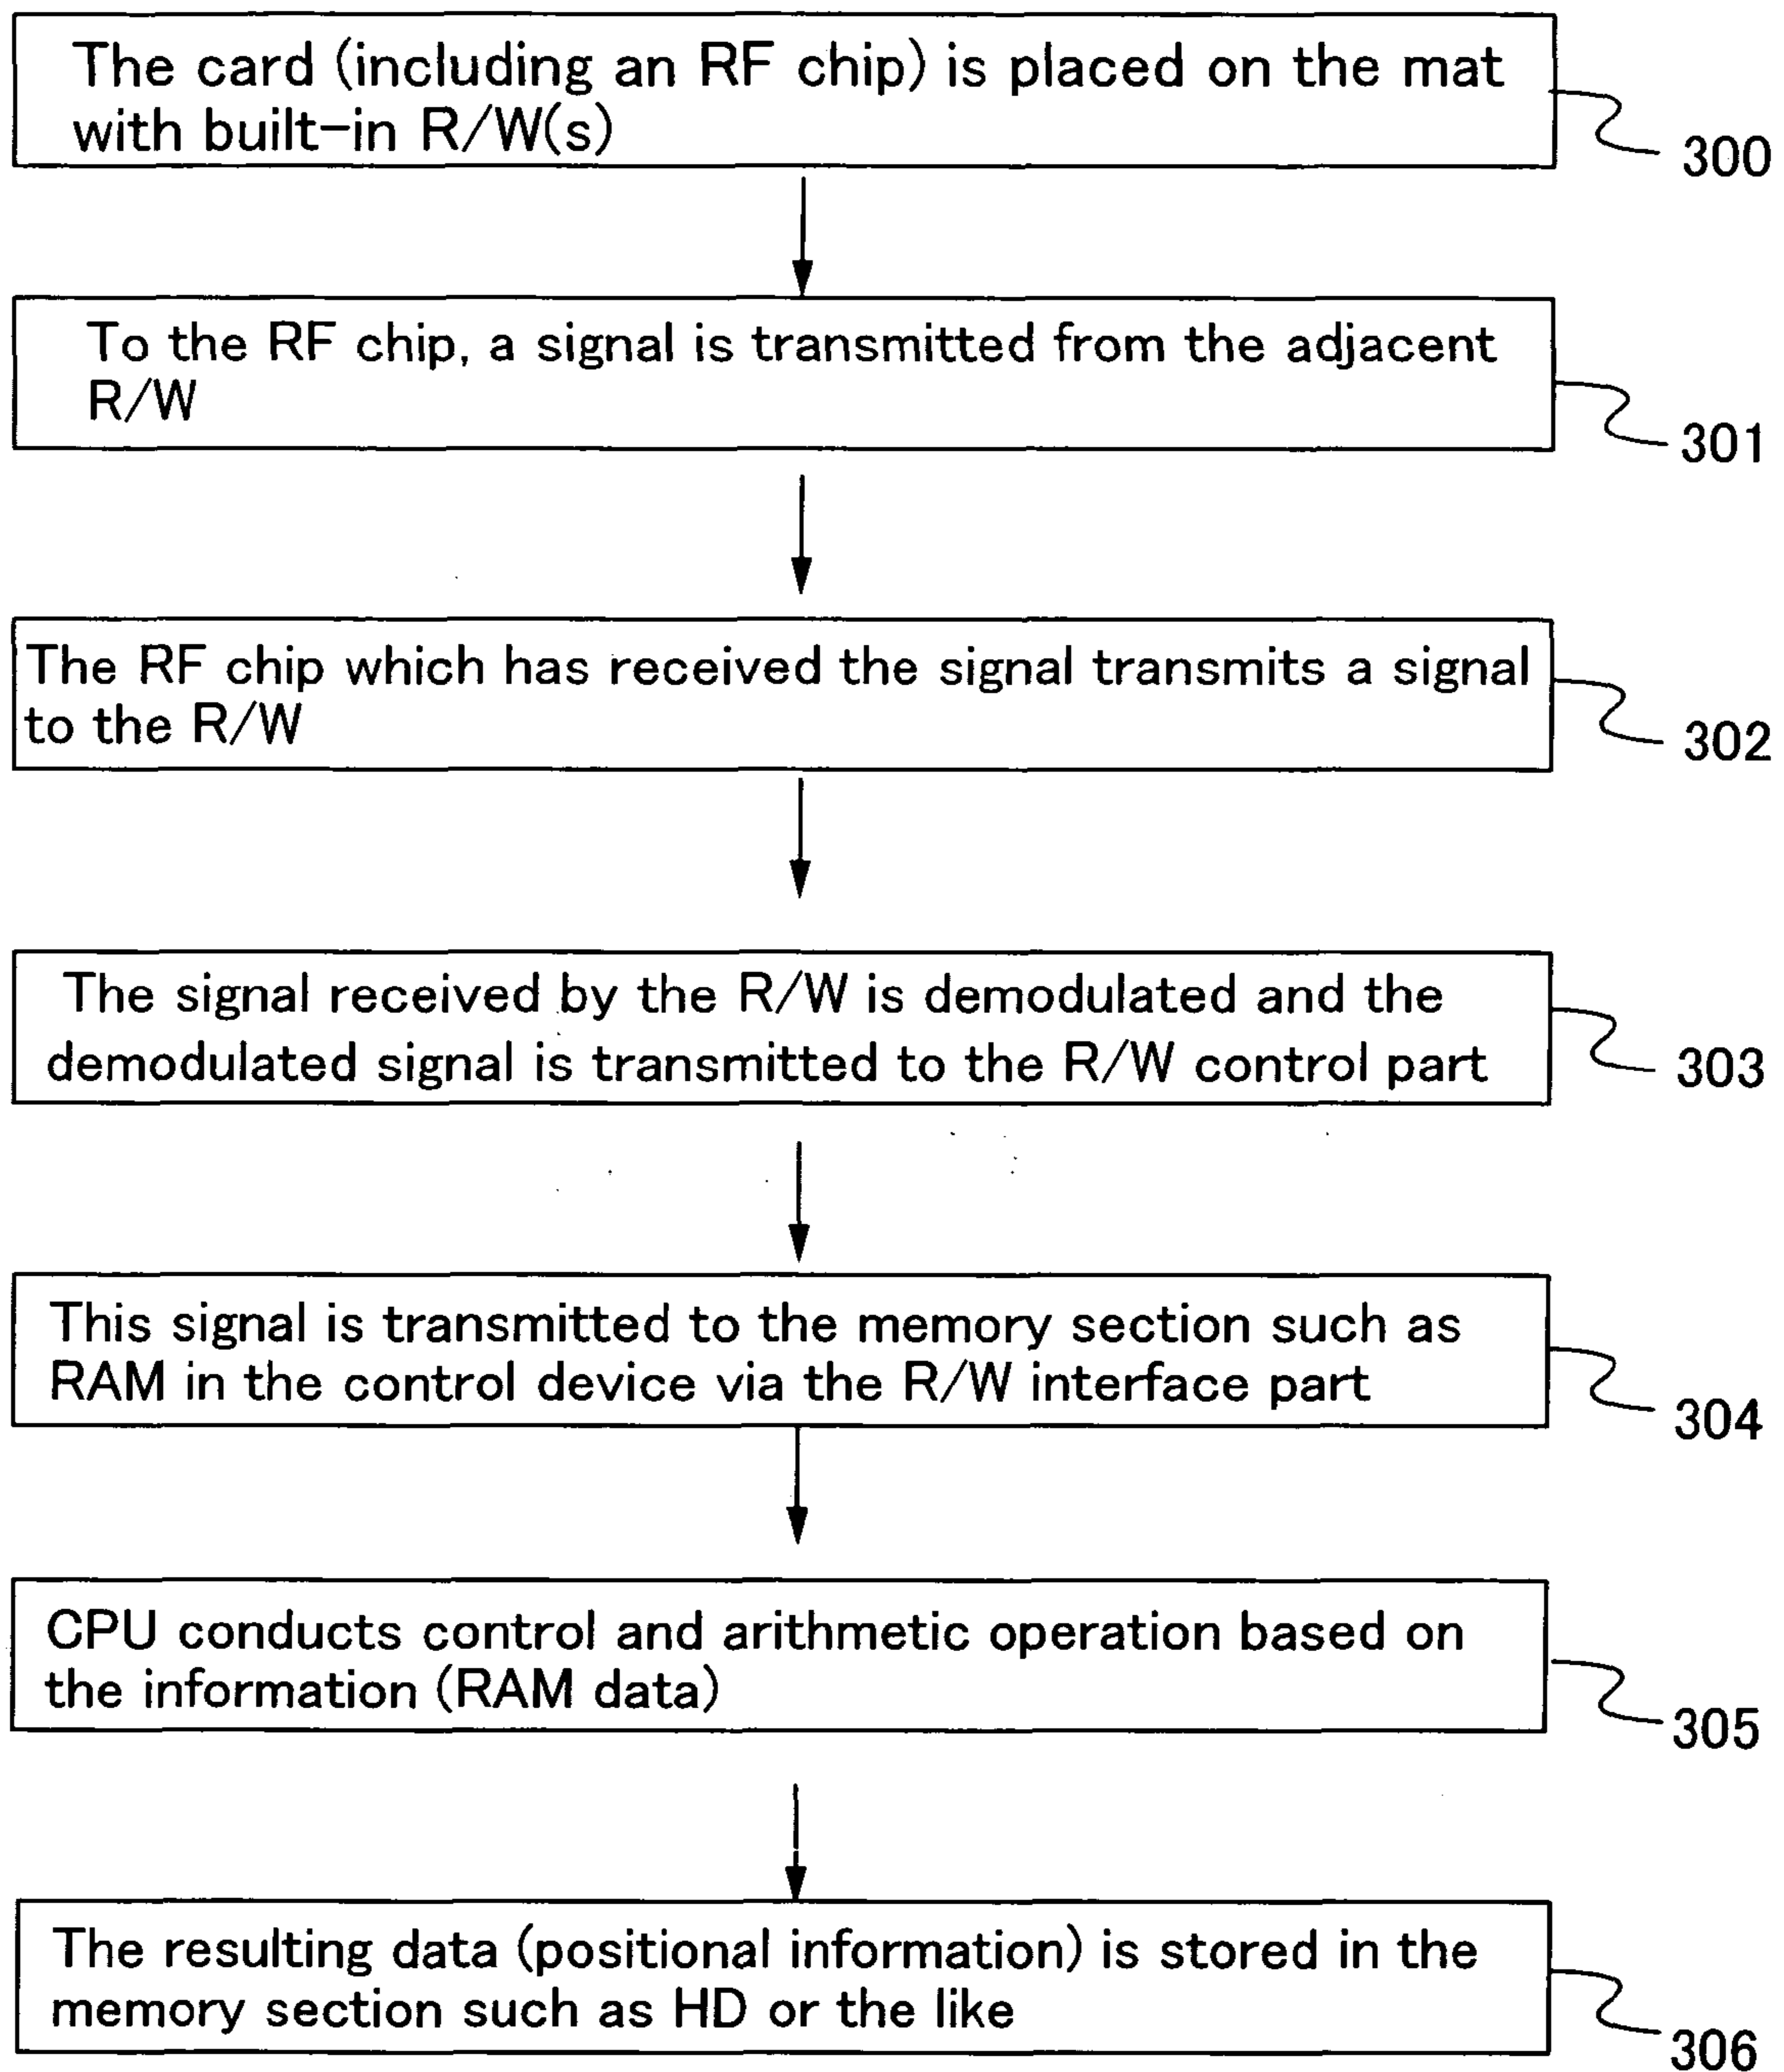 The card (including an RF chip) is placed on the mat
with built-in R/W(s)
300
To the RF chip, a signal is transmitted from the adjacent
R/W
301
The RF chip which has received the signal transmits a signal
to the R/W
302
The signal received by the R/W is demodulated and the
demodulated signal is transmitted to the R/W control part
303
This signal is transmitted to the memory section such as
RAM in the control device via the R/W interface part
304
CPU conducts control and arithmetic operation based on
the information (RAM data)
305
The resulting data (positional information) is stored in the
memory section such as HD or the like
306